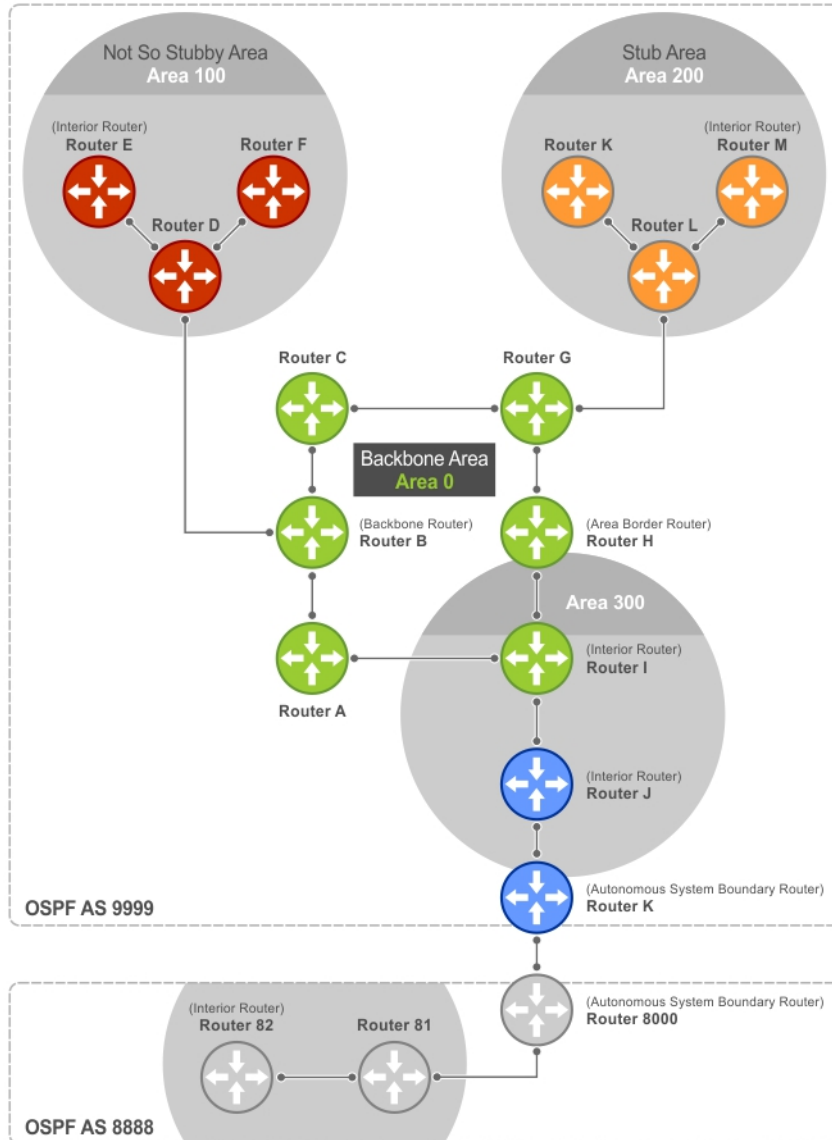 Not So Stubby Area
Area 100
Stub Area
Area 200
(Interior Router)
Router E
Router F
Router D
Router K
(Interior Router)
Router M
Router L
Router C
Router G
Backbone Area
Area 0
(Backbone Router)
Router B
(Area Border Router)
Router H
Area 300
Router A
(Interior Router)
Router I
(Interior Router)
Router J
(Autonomous System Boundary Router)
Router K
OSPF AS 9999
(Autonomous System Boundary Router)
Router 8000
(Interior Router)
Router 82
Router 81
OSPF AS 8888